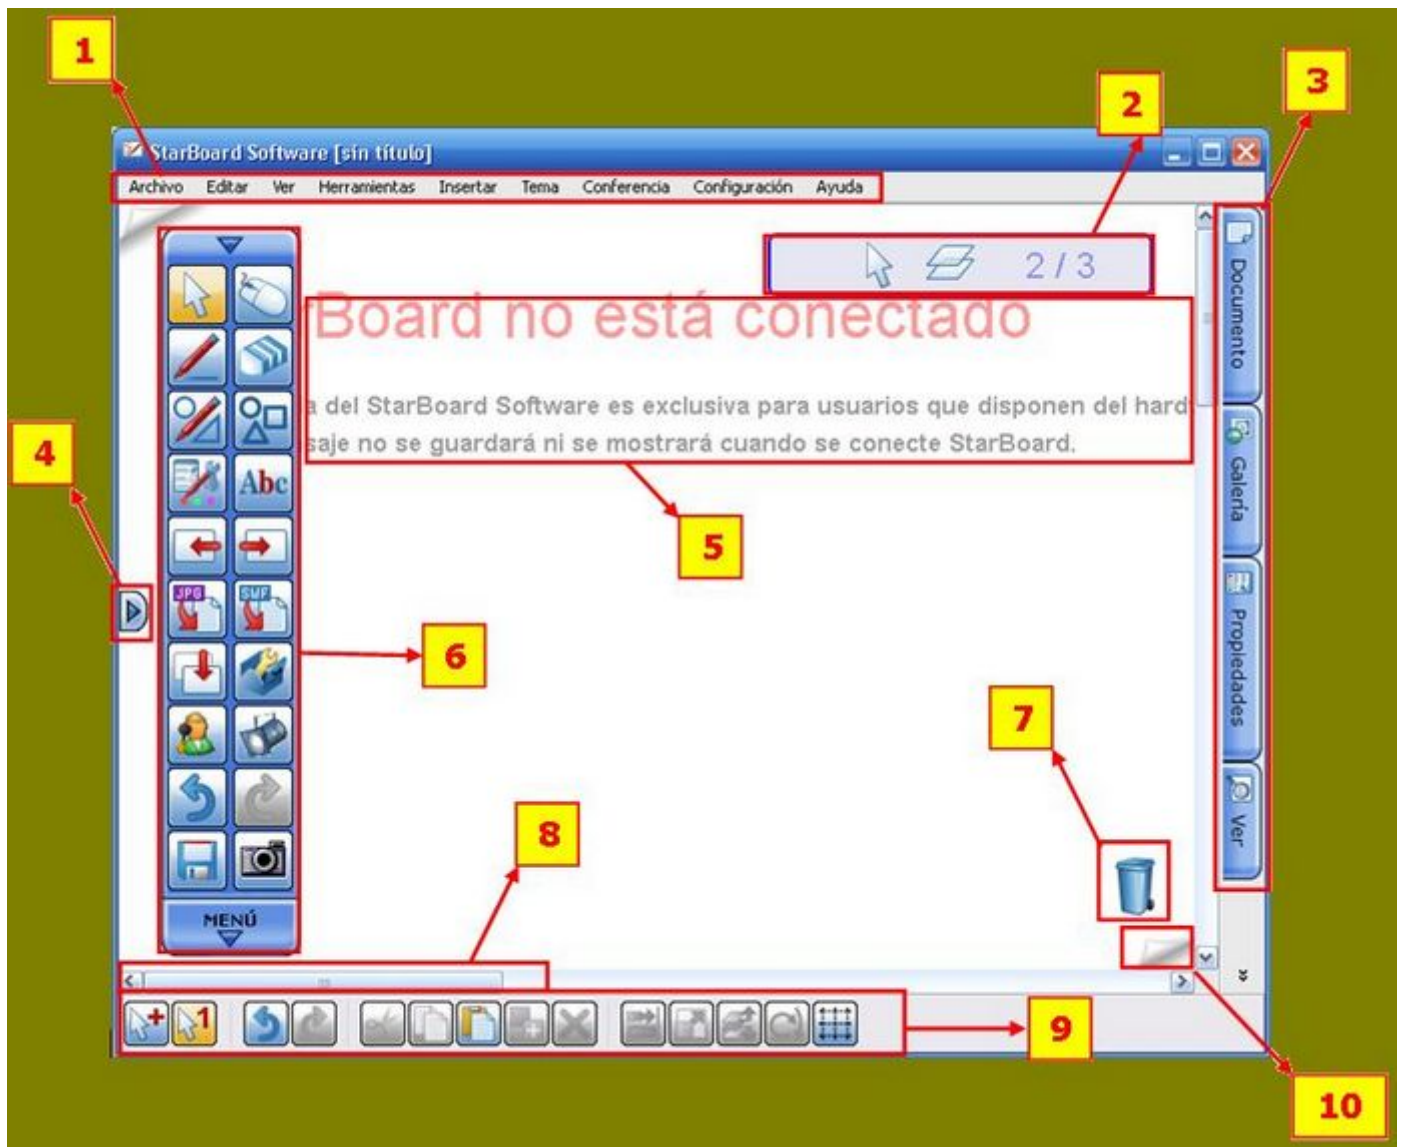 1
2
3
StarBoard Software [sin título]
Archivo Editar Ver Herramientas Insertar Tema Conferencia Configuración Ayuda
2 / 3
rBoard no está conectado
a del StarBoard Software es exclusiva para usuarios que disponen del hard
saje no se guardará ni se mostrará cuando se conecte StarBoard.
Documento
Galería
Propiedades
Ver
4
Abc
5
JPG SWF
6
7
8
MENÚ
1
9
10